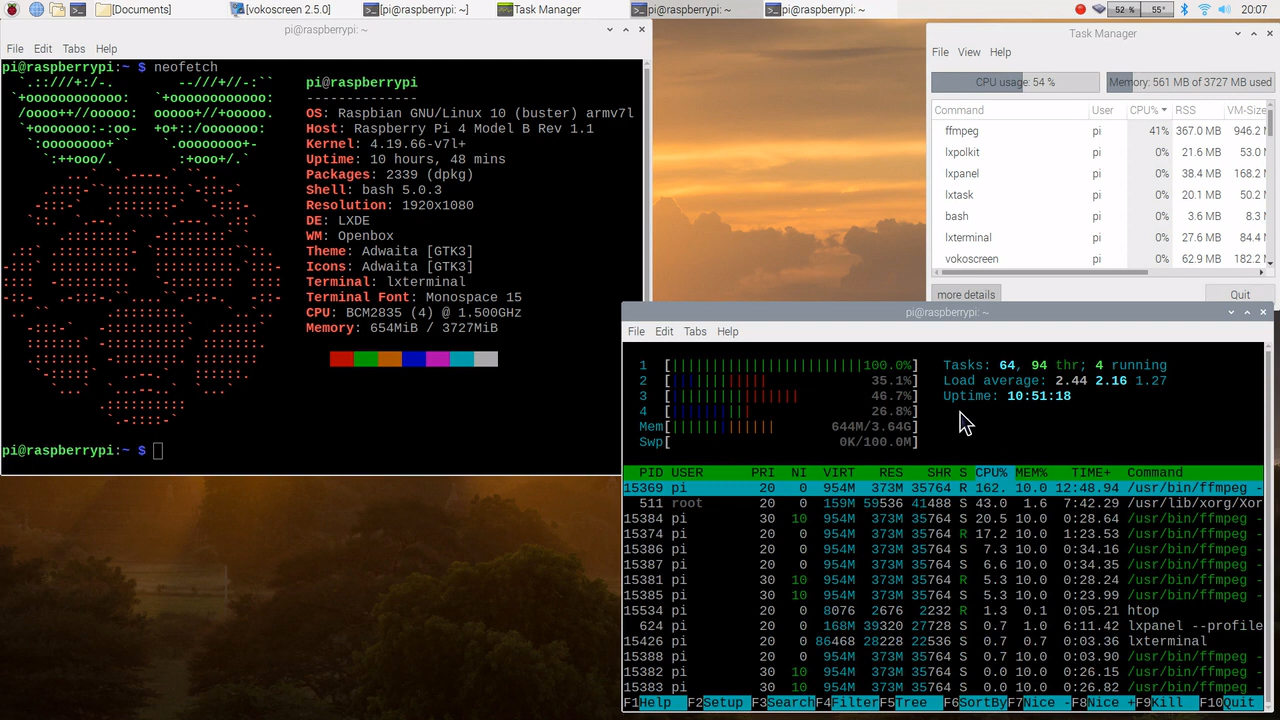 [Documents] [vokoscreen 2.5.0] [pi@raspberrypi: ~] Task Manager pi@raspberrypi: ~ pi@raspberrypi: ~ 52 % 55° 20:07
pi@raspberrypi: ~
File Edit Tabs Help
pi@raspberrypi:~ $ neofetch
pi@raspberrypi
--------------
OS: Raspbian GNU/Linux 10 (buster) armv7l
Host: Raspberry Pi 4 Model B Rev 1.1
Kernel: 4.19.66-v7l+
Uptime: 10 hours, 48 mins
Packages: 2339 (dpkg)
Shell: bash 5.0.3
Resolution: 1920x1080
DE: LXDE
WM: Openbox
Theme: Adwaita [GTK3]
Icons: Adwaita [GTK3]
Terminal: lxterminal
Terminal Font: Monospace 15
CPU: BCM2835 (4) @ 1.500GHz
Memory: 654MiB / 3727MiB
pi@raspberrypi:~ $
Task Manager
File View Help
CPU usage: 54 % Memory: 561 MB of 3727 MB used
Command User CPU% RSS VM-Size
ffmpeg pi 41% 367.0 MB 946.2
lxpolkit pi 0% 21.6 MB 53.0
lxpanel pi 0% 38.4 MB 168.2
lxtask pi 0% 20.1 MB 50.2
bash pi 0% 3.6 MB 8.3
lxterminal pi 0% 27.6 MB 84.4
vokoscreen pi 0% 62.9 MB 182.2
more details Quit
pi@raspberrypi: ~
File Edit Tabs Help
1 [||||||||||||||||||||||||100.0%] Tasks: 64, 94 thr; 4 running
2 [|||||||||||| 35.1%] Load average: 2.44 2.16 1.27
3 [|||||||||||||||| 46.7%] Uptime: 10:51:18
4 [|||||||||| 26.8%]
Mem[||||||||||||| 644M/3.64G]
Swp[ 0K/100.0M]
PID USER PRI NI VIRT RES SHR S CPU% MEM% TIME+ Command
15369 pi 20 0 954M 373M 35764 R 162. 10.0 12:48.94 /usr/bin/ffmpeg -
511 root 20 0 159M 59536 41488 S 43.0 1.6 7:42.29 /usr/lib/xorg/Xor
15384 pi 30 10 954M 373M 35764 S 20.5 10.0 0:28.64 /usr/bin/ffmpeg -
15374 pi 20 0 954M 373M 35764 R 17.2 10.0 1:23.53 /usr/bin/ffmpeg -
15386 pi 20 0 954M 373M 35764 S 7.3 10.0 0:34.16 /usr/bin/ffmpeg -
15387 pi 20 0 954M 373M 35764 S 6.6 10.0 0:34.35 /usr/bin/ffmpeg -
15381 pi 30 10 954M 373M 35764 R 5.3 10.0 0:28.24 /usr/bin/ffmpeg -
15385 pi 30 10 954M 373M 35764 S 5.3 10.0 0:23.99 /usr/bin/ffmpeg -
15534 pi 20 0 8076 2676 2232 R 1.3 0.1 0:05.21 htop
624 pi 20 0 168M 39320 27728 S 0.7 1.0 6:11.42 lxpanel --profile
15426 pi 20 0 86468 28228 22536 S 0.7 0.7 0:03.36 lxterminal
15388 pi 20 0 954M 373M 35764 S 0.7 10.0 0:03.90 /usr/bin/ffmpeg -
15382 pi 30 10 954M 373M 35764 S 0.0 10.0 0:26.15 /usr/bin/ffmpeg -
15383 pi 30 10 954M 373M 35764 S 0.0 10.0 0:26.82 /usr/bin/ffmpeg -
F1Help F2Setup F3Search F4Filter F5Tree F6SortBy F7Nice - F8Nice + F9Kill F10Quit